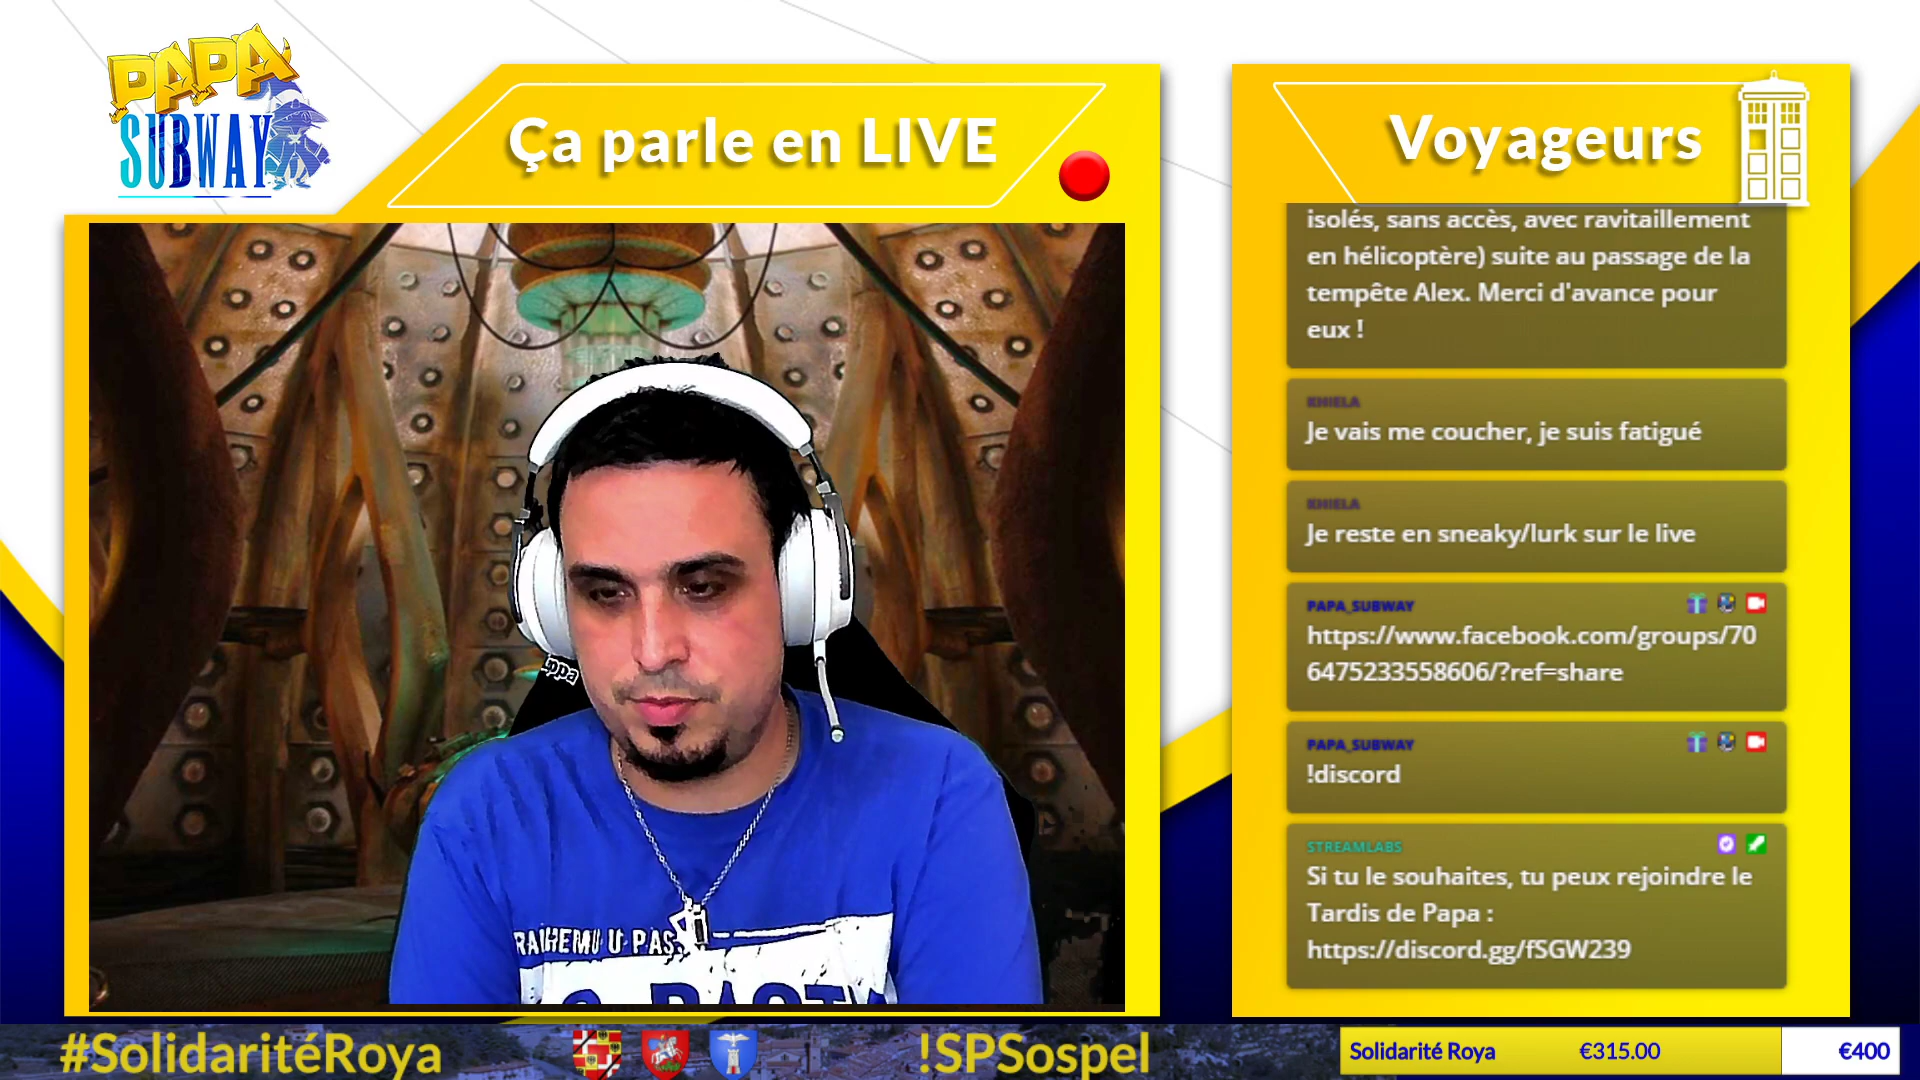 PAPA
SUBWAY
Ça parle en LIVE
Voyageurs
isolés, sans accès, avec ravitaillement
en hélicoptère) suite au passage de la
tempête Alex. Merci d'avance pour
eux !
KHIELA
Je vais me coucher, je suis fatigué
KHIELA
Je reste en sneaky/lurk sur le live
PAPA_SUBWAY
https://www.facebook.com/groups/70
6475233558606/?ref=share
PAPA_SUBWAY
!discord
STREAMLABS
Si tu le souhaites, tu peux rejoindre le
Tardis de Papa :
https://discord.gg/fSGW239
#SolidaritéRoya
!SPSospel
Solidarité Roya
€315.00
€400